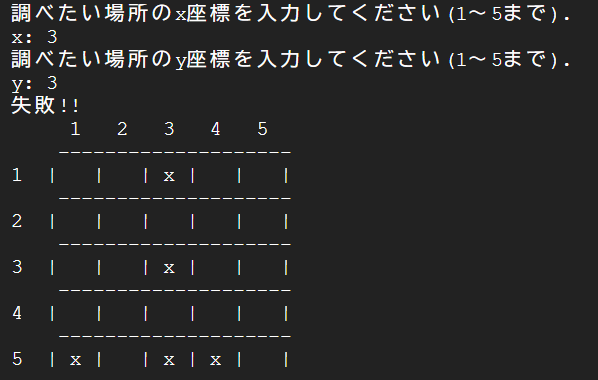 調べたい場所のx座標を入力してください(1～5まで).
x: 3
調べたい場所のy座標を入力してください(1～5まで).
y: 3
失敗!!
     1   2   3   4   5
    --------------------
1  |   |   | x |   |   |
    --------------------
2  |   |   |   |   |   |
    --------------------
3  |   |   | x |   |   |
    --------------------
4  |   |   |   |   |   |
    --------------------
5  | x |   | x | x |   |